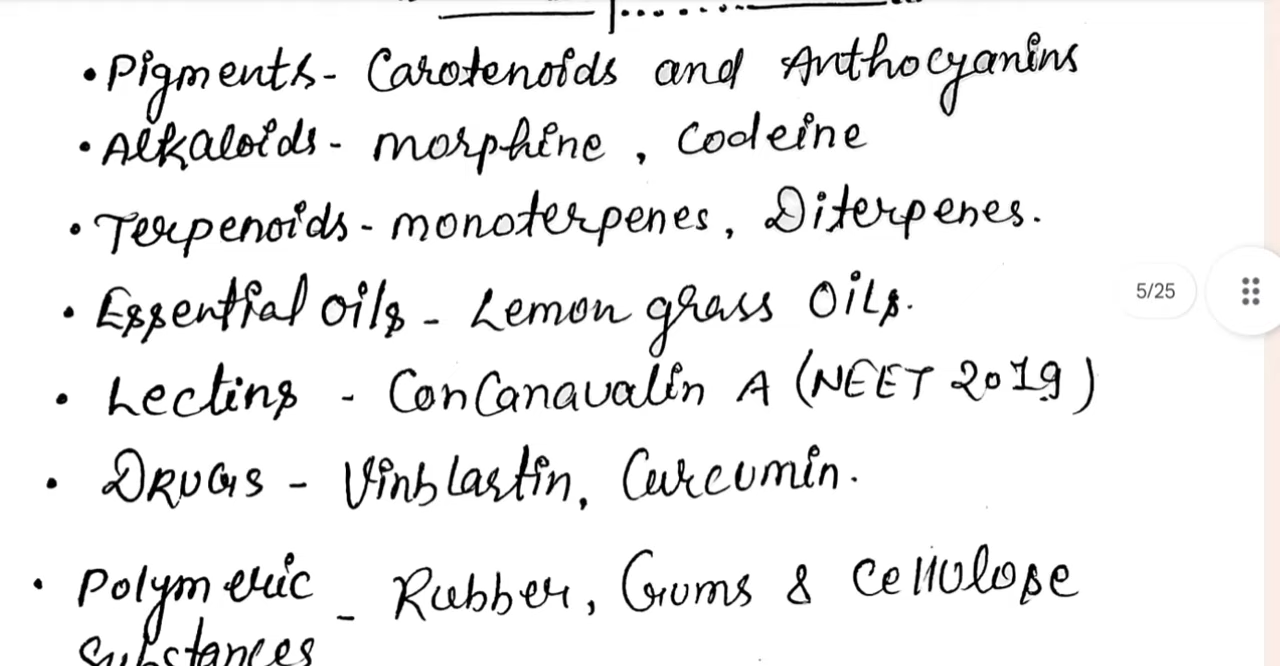 • Pigments - Carotenoids and Anthocyanins
• Alkaloids - morphine , Codeine
• Terpenoids - monoterpenes, Diterpenes.
• Essential oils - Lemon grass Oils.
5/25
• Lectins - ConCanavalin A (NEET 2019)
• DRUGS - Vinblastin, Curcumin.
• Polymeric - Rubber, Gums & Cellulose
Substances